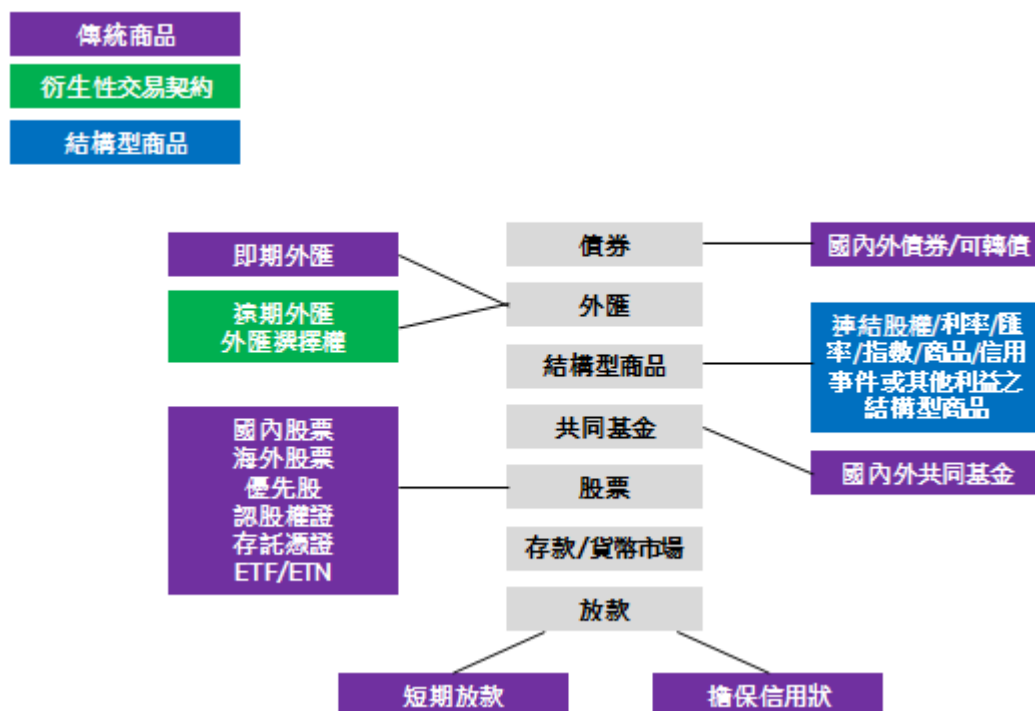 傳統商品
衍生性交易契約
結構型商品
即期外匯
遠期外匯
外匯選擇權
國內股票
海外股票
優先股
認股權證
存託憑證
ETF/ETN
債券
外匯
結構型商品
共同基金
股票
存款/貨幣市場
放款
國內外債券/可轉債
連結股權/利率/匯
率/指數/商品/信用
事件或其他利益之
結構型商品
國內外共同基金
短期放款
擔保信用狀